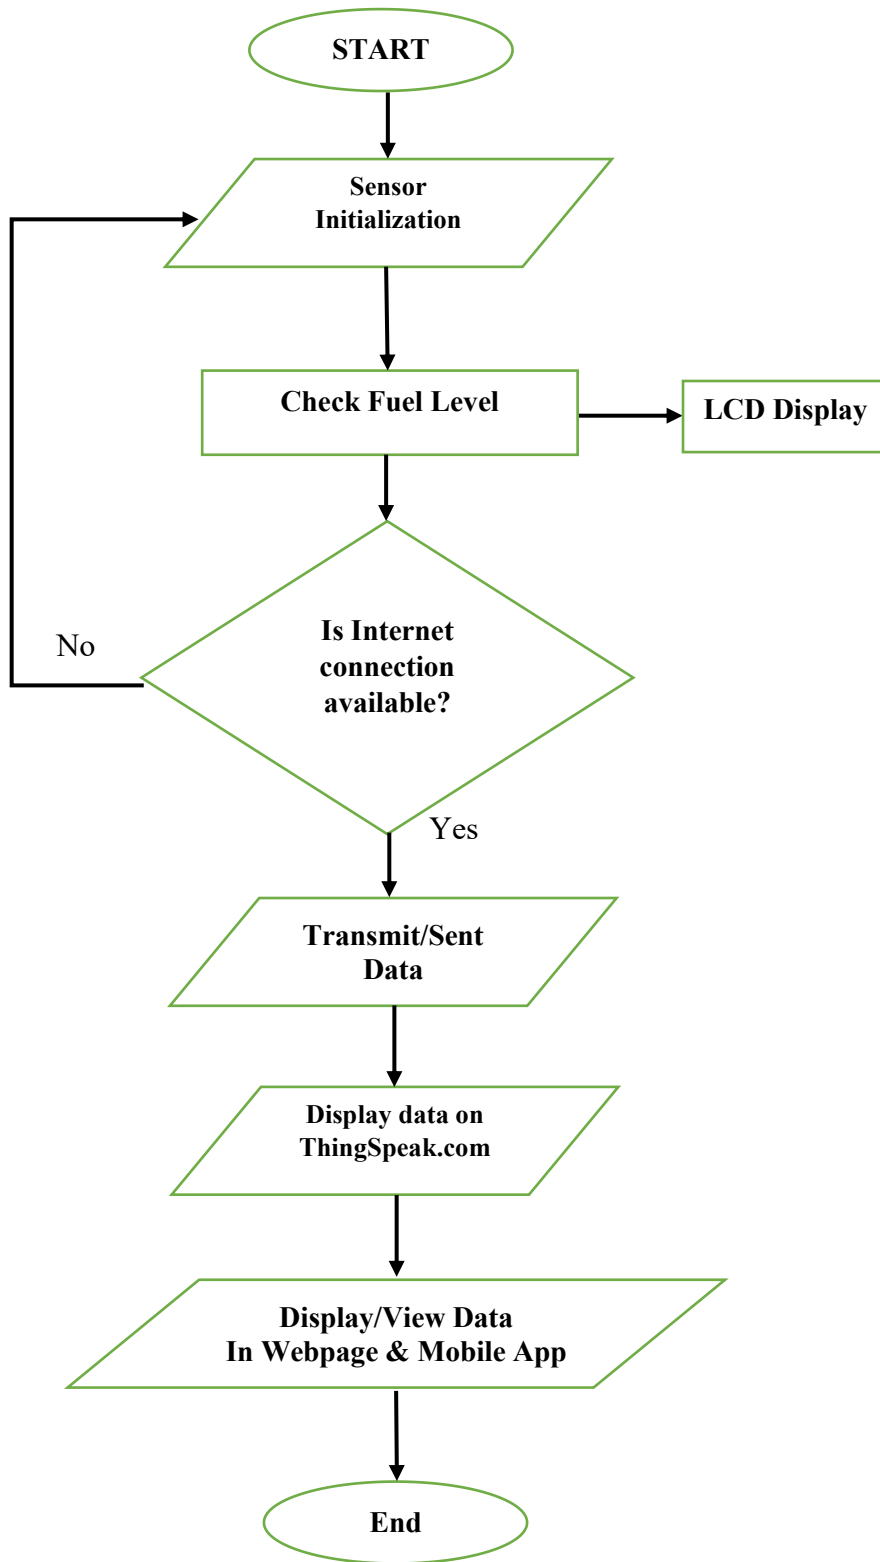 START
Sensor
Initialization
Check Fuel Level
LCD Display
Is Internet
connection
available?
No
Yes
Transmit/Sent
Data
Display data on
ThingSpeak.com
Display/View Data
In Webpage & Mobile App
End